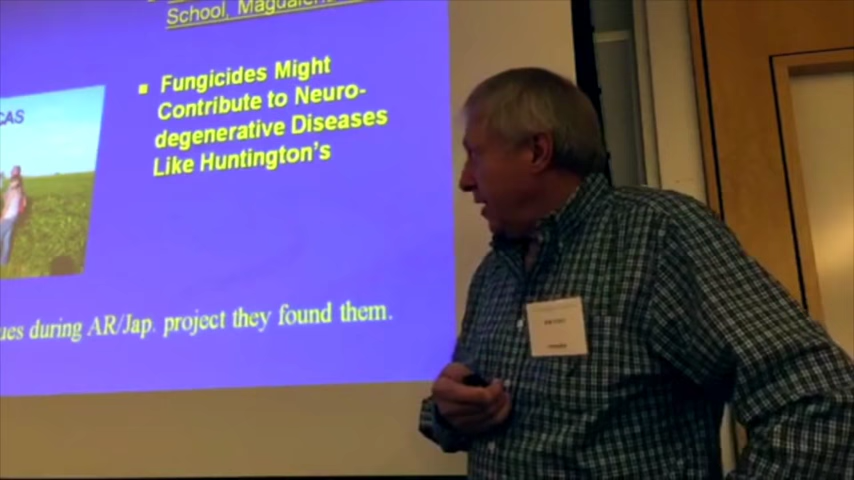 School, Magdalena
CAS
Fungicides Might
Contribute to Neuro-
degenerative Diseases
Like Huntington's
ues during AR/Jap. project they found them.